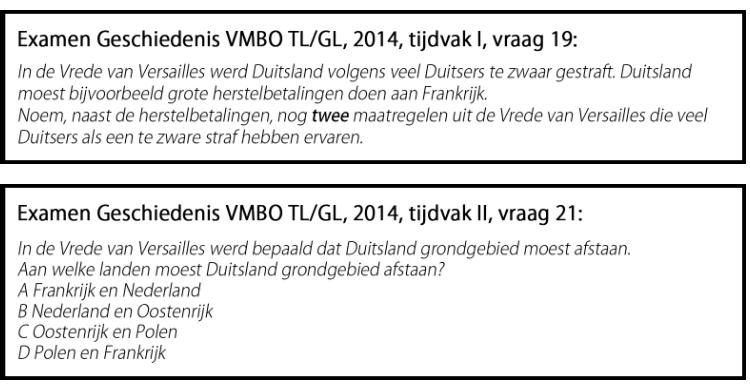 Examen Geschiedenis VMBO TL/GL, 2014, tijdvak I, vraag 19:
In de Vrede van Versailles werd Duitsland volgens veel Duitsers te zwaar gestraft. Duitsland
moest bijvoorbeeld grote herstelbetalingen doen aan Frankrijk.
Noem, naast de herstelbetalingen, nog twee maatregelen uit de Vrede van Versailles die veel
Duitsers als een te zware straf hebben ervaren.
Examen Geschiedenis VMBO TL/GL, 2014, tijdvak II, vraag 21:
In de Vrede van Versailles werd bepaald dat Duitsland grondgebied moest afstaan.
Aan welke landen moest Duitsland grondgebied afstaan?
A Frankrijk en Nederland
B Nederland en Oostenrijk
C Oostenrijk en Polen
D Polen en Frankrijk